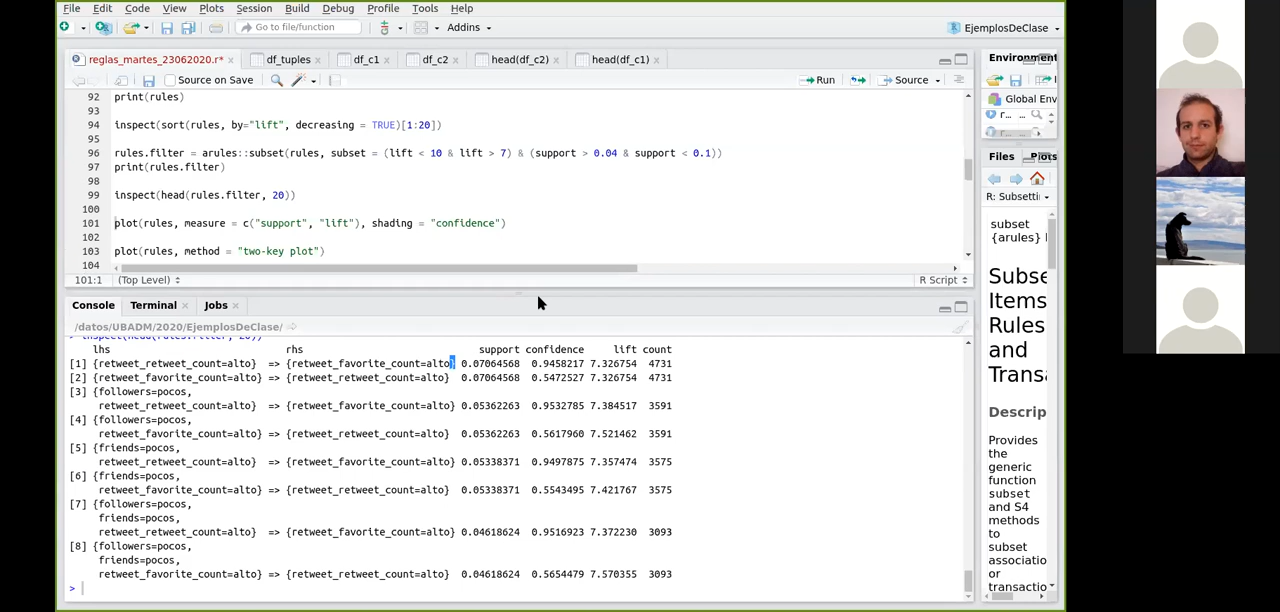 File Edit Code View Plots Session Build Debug Profile Tools Help
Go to file/function Addins EjemplosDeClase
reglas_martes_23062020.r* df_tuples df_c1 df_c2 head(df_c2) head(df_c1)
Source on Save Run Source
92 print(rules)
93
94 inspect(sort(rules, by="lift", decreasing = TRUE)[1:20])
95
96 rules.filter = arules::subset(rules, subset = (lift < 10 & lift > 7) & (support > 0.04 & support < 0.1))
97 print(rules.filter)
98
99 inspect(head(rules.filter, 20))
100
101 plot(rules, measure = c("support", "lift"), shading = "confidence")
102
103 plot(rules, method = "two-key plot")
104
101:1 (Top Level) R Script
Console Terminal Jobs
/datos/UBADM/2020/EjemplosDeClase/
lhs rhs support confidence lift count
[1] {retweet_retweet_count=alto} => {retweet_favorite_count=alto} 0.07064568 0.9458217 7.326754 4731
[2] {retweet_favorite_count=alto} => {retweet_retweet_count=alto} 0.07064568 0.5472527 7.326754 4731
[3] {followers=pocos,
retweet_retweet_count=alto} => {retweet_favorite_count=alto} 0.05362263 0.9532785 7.384517 3591
[4] {followers=pocos,
retweet_favorite_count=alto} => {retweet_retweet_count=alto} 0.05362263 0.5617960 7.521462 3591
[5] {friends=pocos,
retweet_retweet_count=alto} => {retweet_favorite_count=alto} 0.05338371 0.9497875 7.357474 3575
[6] {friends=pocos,
retweet_favorite_count=alto} => {retweet_retweet_count=alto} 0.05338371 0.5543495 7.421767 3575
[7] {followers=pocos,
friends=pocos,
retweet_retweet_count=alto} => {retweet_favorite_count=alto} 0.04618624 0.9516923 7.372230 3093
[8] {followers=pocos,
friends=pocos,
retweet_favorite_count=alto} => {retweet_retweet_count=alto} 0.04618624 0.5654479 7.570355 3093
>
Environment
Global Env
Files Plots
R: Subsetti
subset
{arules}
Subse
Items
Rules
and
Transa
Descrip
Provides
the
generic
function
subset
and S4
methods
to
subset
associatio
or
transactio